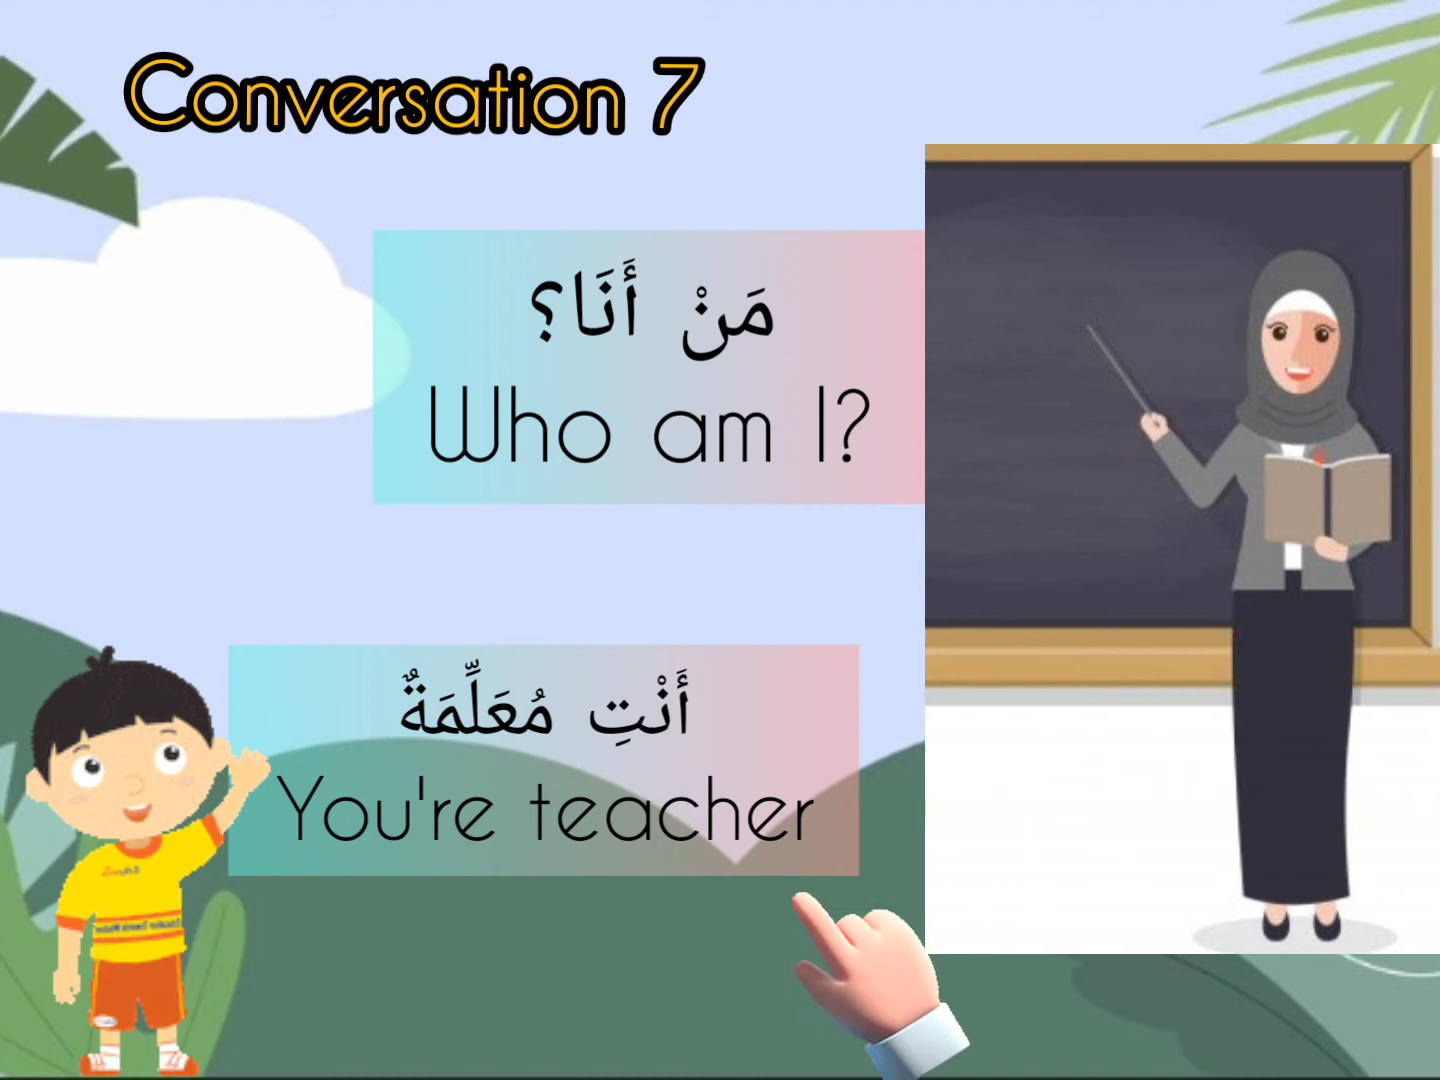 Conversation 7
مَنْ أَنَا؟
Who am I?
أَنْتِ مُعَلِّمَةٌ
You're teacher